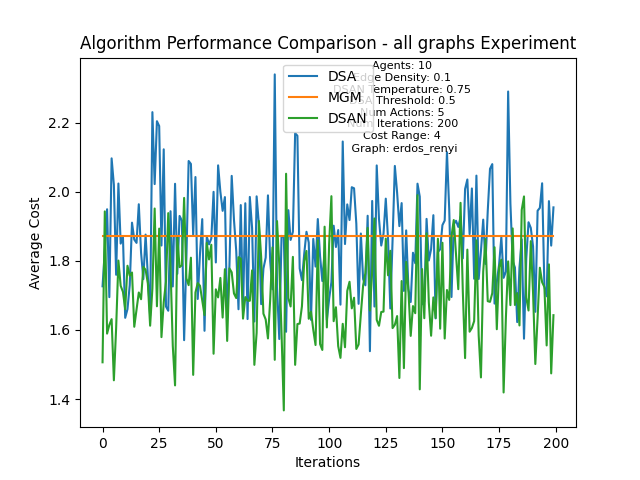 Algorithm Performance Comparison - all graphs Experiment
Agents: 10
Edge Density: 0.1
Temperature: 0.75
Threshold: 0.5
Num Actions: 5
Iterations: 200
Cost Range: 4
Graph: erdos_renyi
DSA
MGM
DSAN
2.2
2.0
1.8
1.6
1.4
Average Cost
0
25
50
75
100
125
150
175
200
Iterations